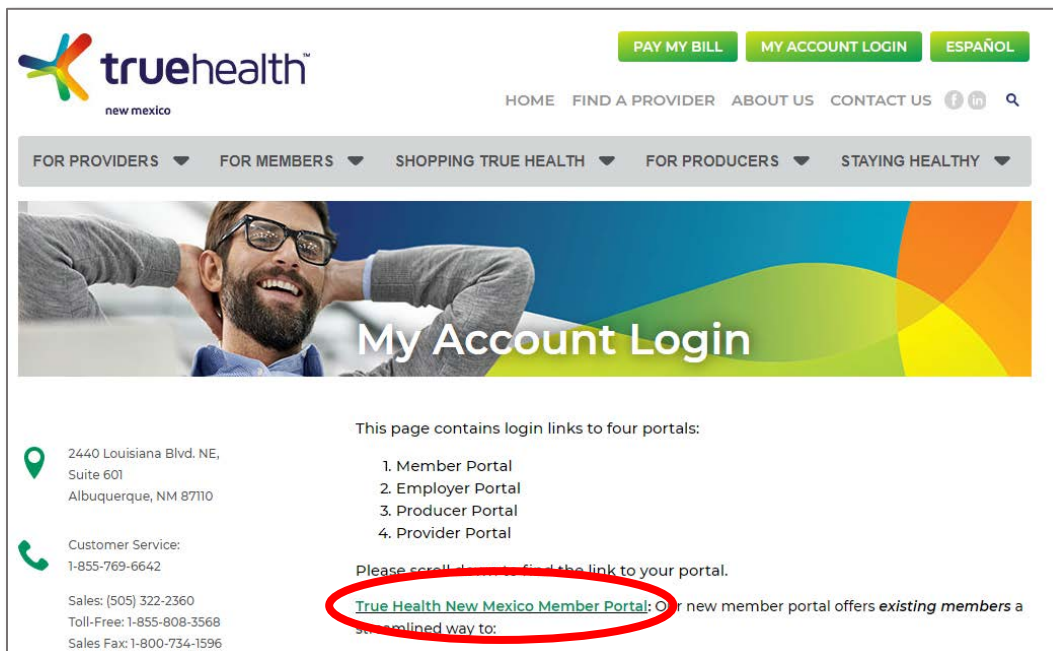 truehealth™
new mexico
PAY MY BILL
MY ACCOUNT LOGIN
ESPAÑOL
HOME FIND A PROVIDER ABOUT US CONTACT US f in
FOR PROVIDERS FOR MEMBERS SHOPPING TRUE HEALTH FOR PRODUCERS STAYING HEALTHY
My Account Login
2440 Louisiana Blvd. NE,
Suite 601
Albuquerque, NM 87110
Customer Service:
1-855-769-6642
Sales: (505) 322-2360
Toll-Free: 1-855-808-3568
Sales Fax: 1-800-734-1596
This page contains login links to four portals:
1. Member Portal
2. Employer Portal
3. Producer Portal
4. Provider Portal
Please scroll down to find the link to your portal.
True Health New Mexico Member Portal: Our new member portal offers existing members a
streamlined way to: